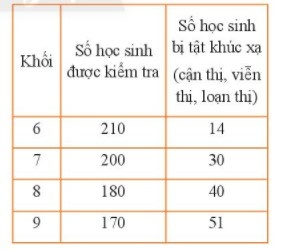 Khối Số học sinh được kiểm tra Số học sinh bị tật khúc xạ (cận thị, viễn thị, loạn thị)
6 210 14
7 200 30
8 180 40
9 170 51